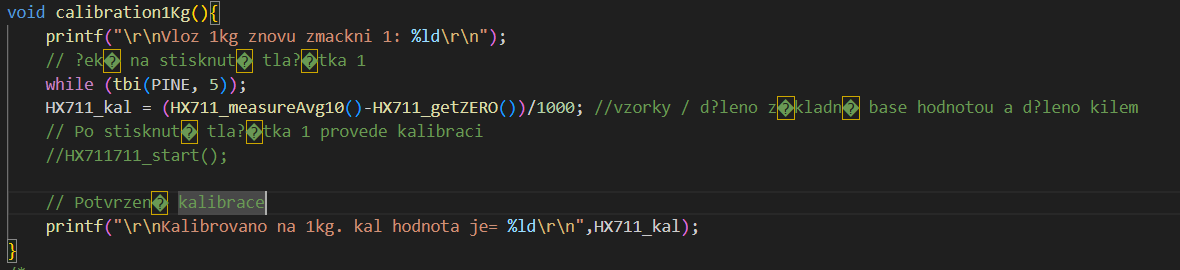 void calibration1Kg(){
printf("\r\nVloz 1kg znovu zmackni 1: %ld\r\n");
// ?ek� na stisknut� tla?�tka 1
while (tbi(PINE, 5));
HX711_kal = (HX711_measureAvg10()-HX711_getZERO())/1000; //vzorky / d?leno z�kladn� base hodnotou a d?leno kilem
// Po stisknut� tla?�tka 1 provede kalibraci
//HX711711_start();
// Potvrzen� kalibrace
printf("\r\nKalibrovano na 1kg. kal hodnota je= %ld\r\n",HX711_kal);
}